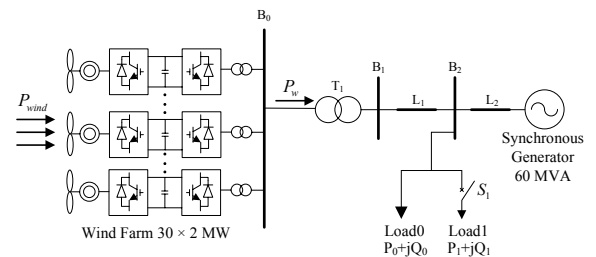 B0
Pwind
Pw
T1
B1
L1
B2
L2
Synchronous
Generator
60 MVA
S1
Wind Farm 30 × 2 MW
Load0
P0+jQ0
Load1
P1+jQ1